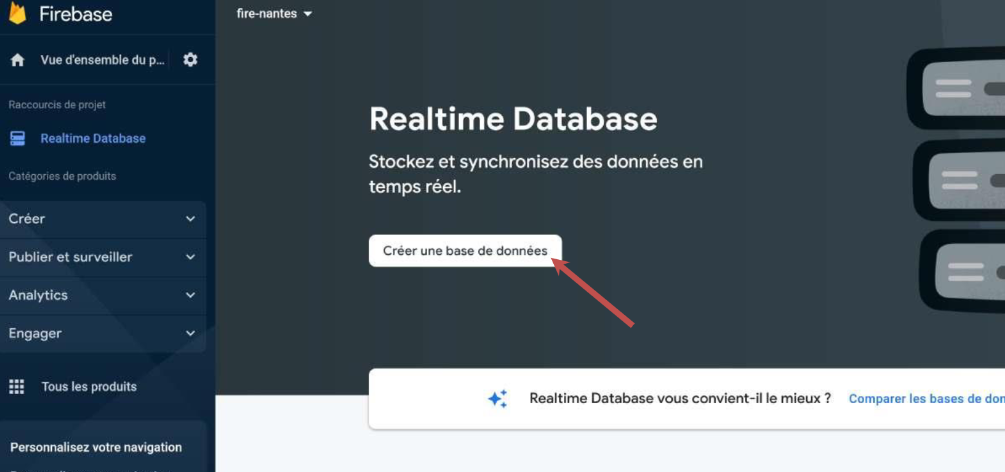 Firebase
fire-nantes
Vue d'ensemble du p...
Raccourcis de projet
Realtime Database
Catégories de produits
Créer
Publier et surveiller
Analytics
Engager
Tous les produits
Personnalisez votre navigation
Realtime Database
Stockez et synchronisez des données en
temps réel.
Créer une base de données
Realtime Database vous convient-il le mieux ? Comparer les bases de